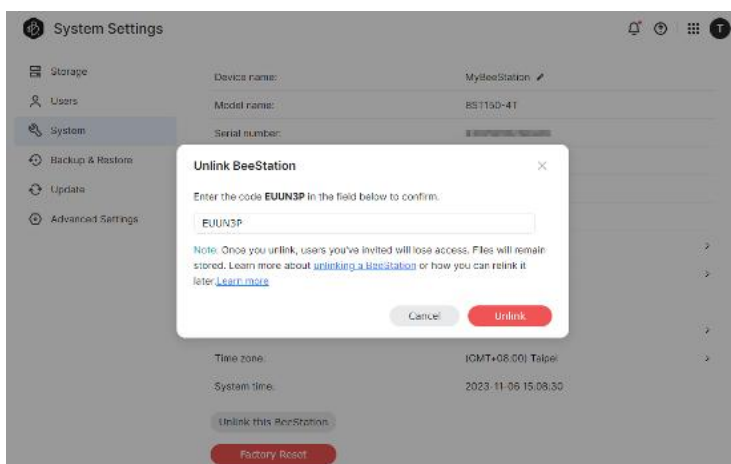 System Settings
T
Storage
Users
System
Backup & Restore
Update
Advanced Settings
Device name:
MyBeeStation
Model name:
BST150-4T
Serial number:
Unlink BeeStation
Enter the code EUUN3P in the field below to confirm.
EUUN3P
Note: Once you unlink, users you've invited will lose access. Files will remain
stored. Learn more about unlinking a BeeStation or how you can relink it
later.Learn more
Cancel
Unlink
Time zone:
(GMT+08:00) Taipei
System time:
2023-11-06 15:08:30
Unlink this BeeStation
Factory Reset